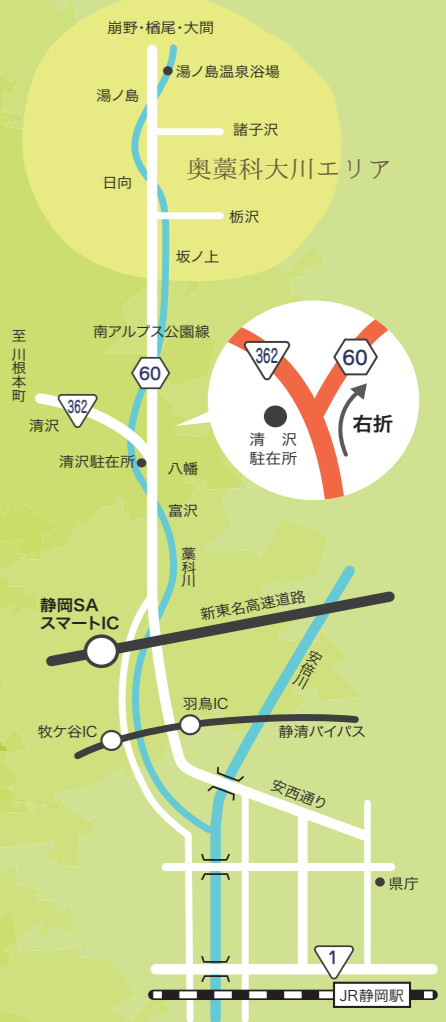 崩野・楢尾・大間
湯ノ島温泉浴場
湯ノ島
諸子沢
奥藁科大川エリア
日向
栃沢
坂ノ上
南アルプス公園線
至 川根本町
60
362
清沢
362
60
右折
清 沢
駐在所
清沢駐在所
八幡
富沢
藁科川
静岡SA
スマートIC
新東名高速道路
安倍川
羽鳥IC
牧ケ谷IC
静清バイパス
安西通り
県庁
1
JR静岡駅